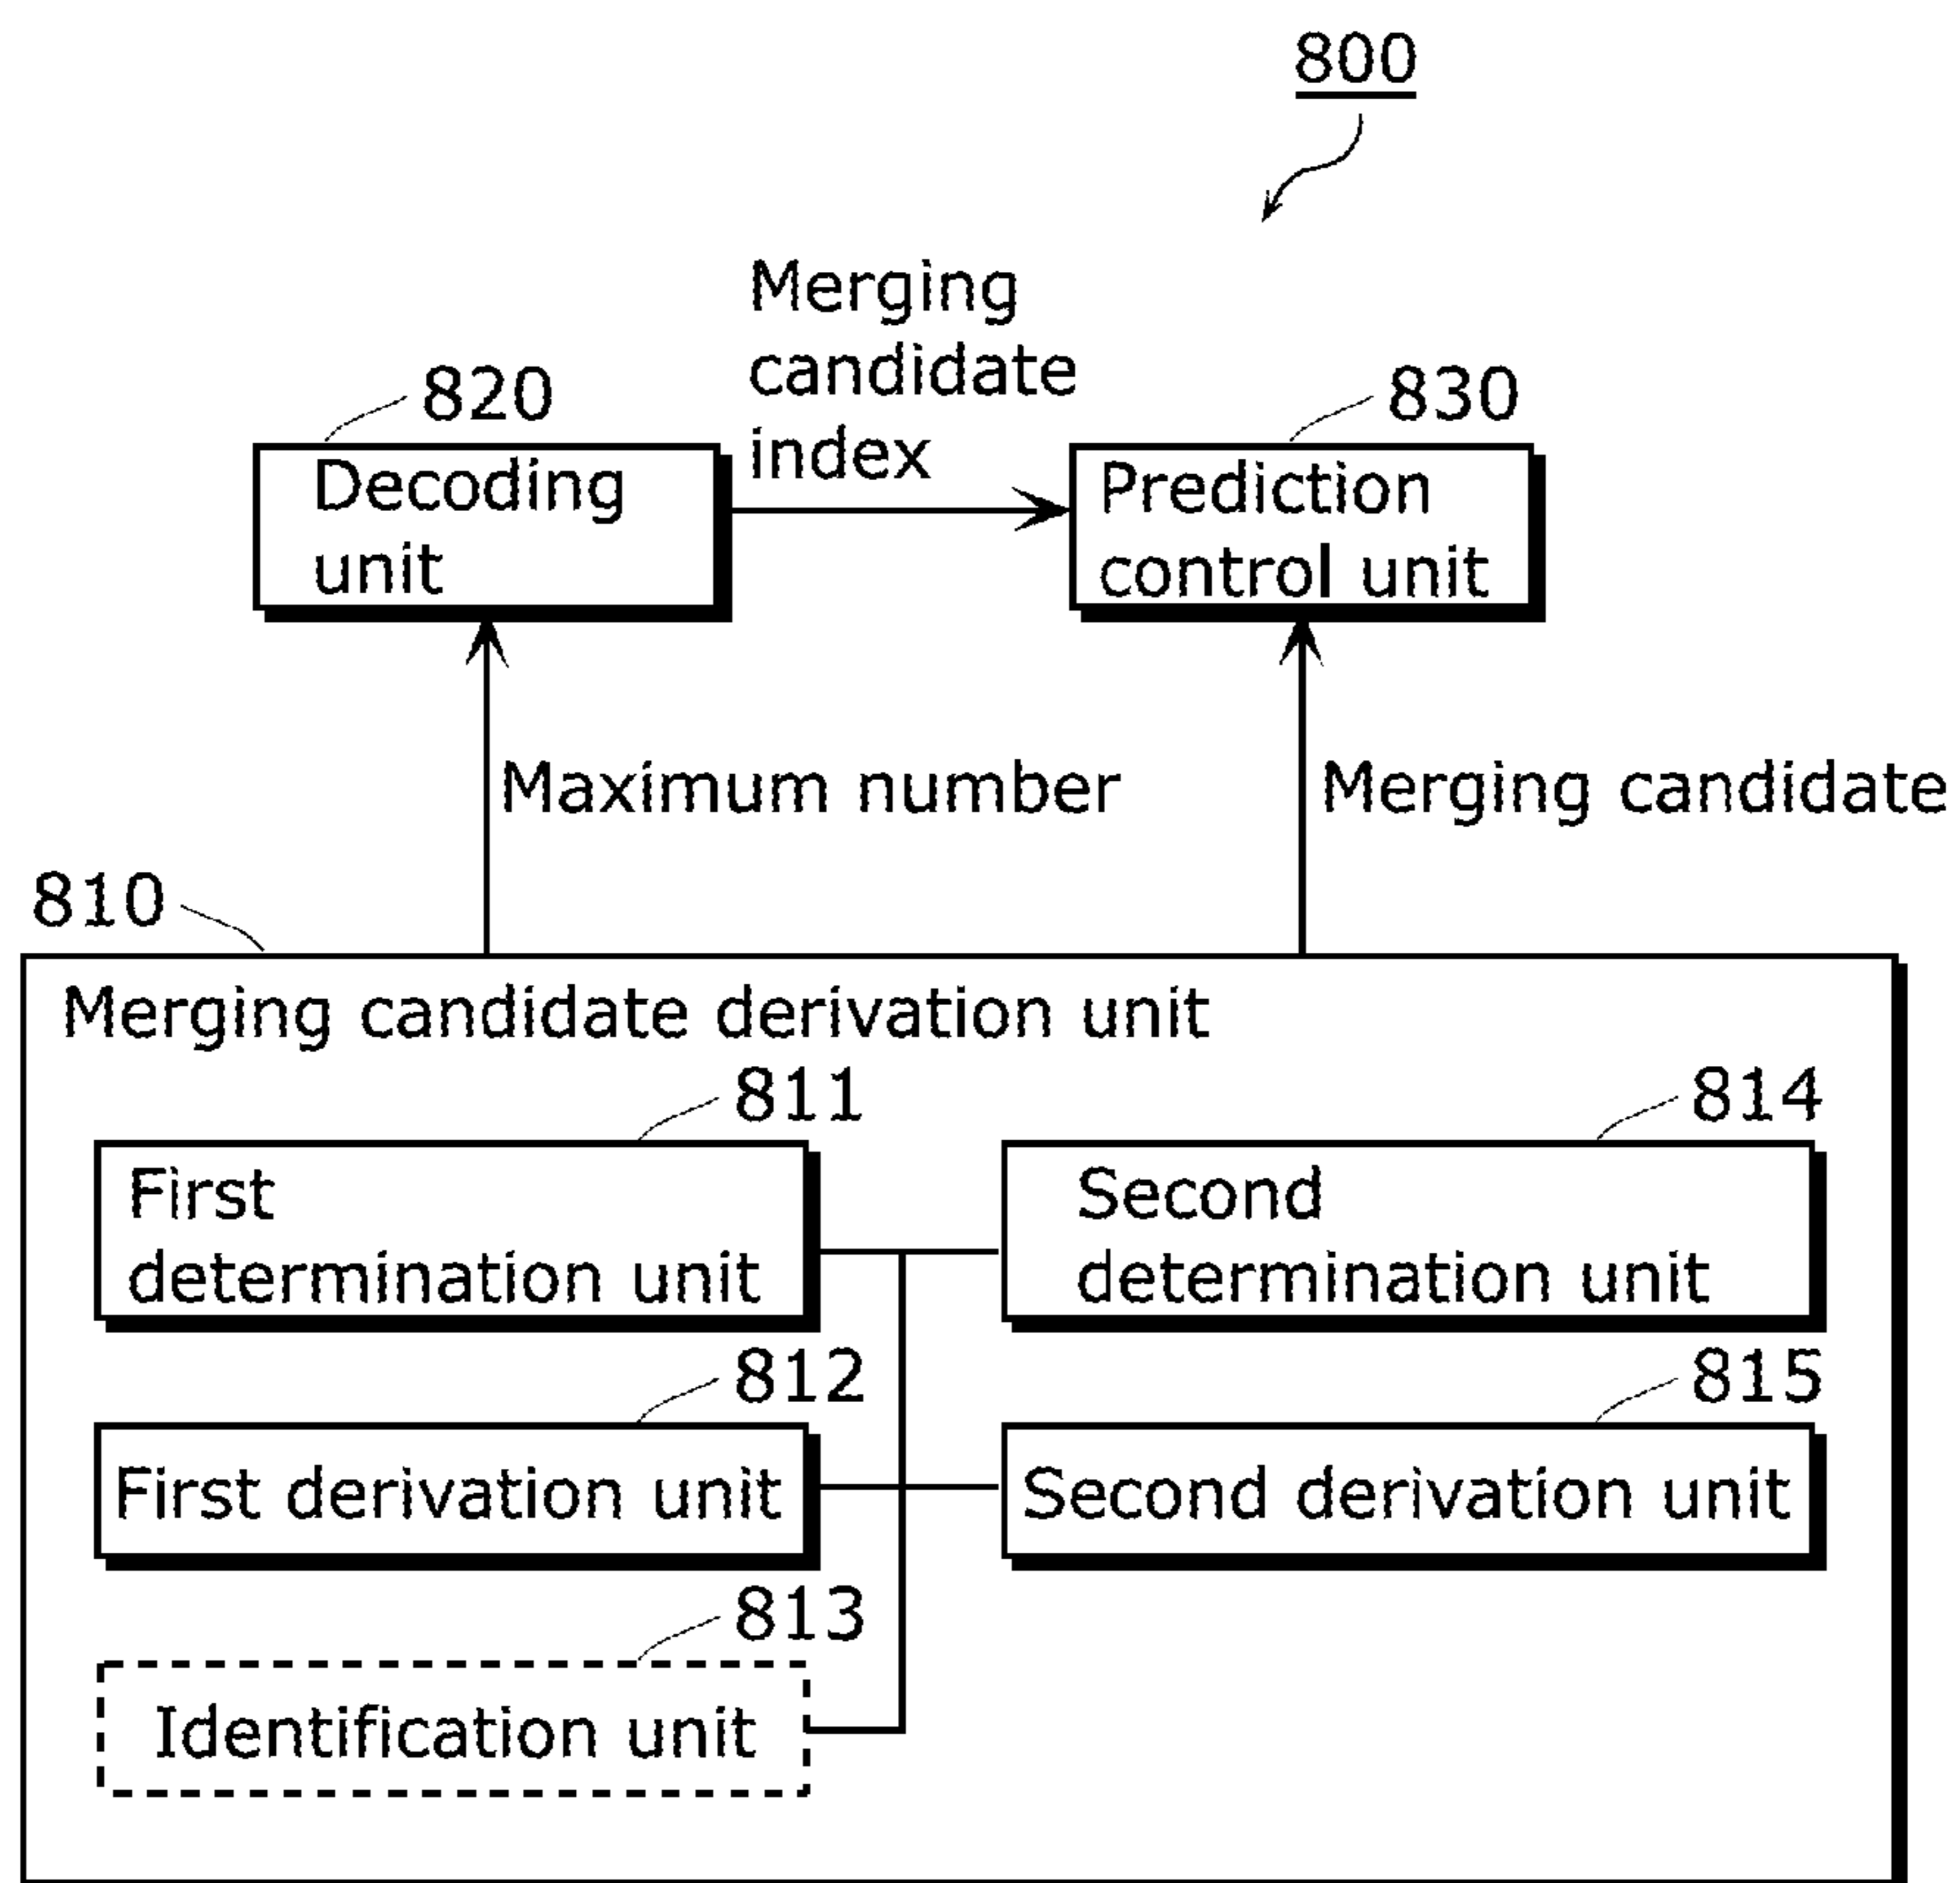 800
Merging
candidate
index
820
830
Decoding
unit
Prediction
control unit
Maximum number
Merging candidate
810
Merging candidate derivation unit
811
814
First
determination unit
Second
determination unit
812
815
First derivation unit
Second derivation unit
813
Identification unit